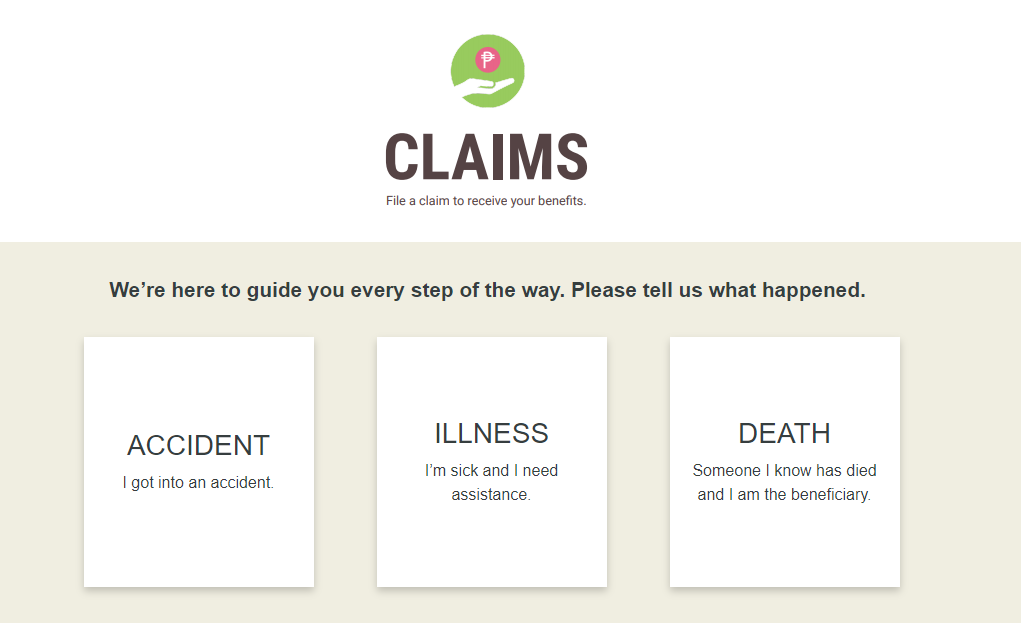 ₱
CLAIMS
File a claim to receive your benefits.
We’re here to guide you every step of the way. Please tell us what happened.
ACCIDENT
I got into an accident.
ILLNESS
I’m sick and I need
assistance.
DEATH
Someone I know has died
and I am the beneficiary.